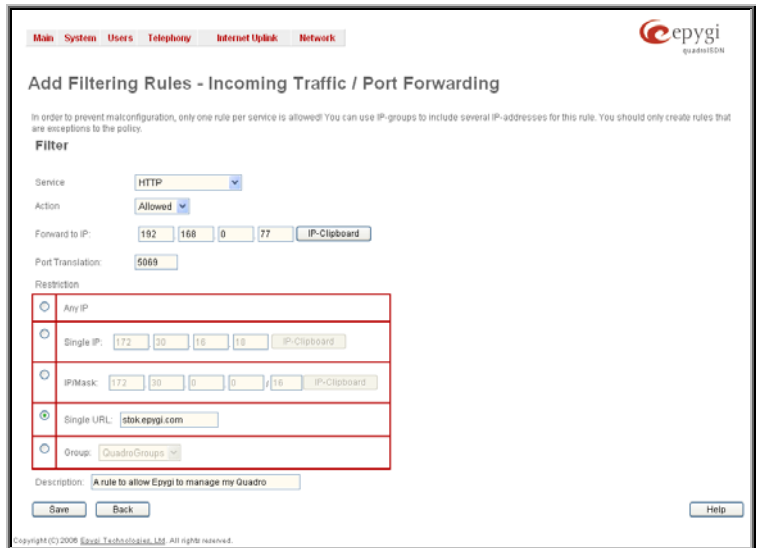 Main System Users Telephony Internet Uplink Network
epygi
quadroISDN
Add Filtering Rules - Incoming Traffic / Port Forwarding
In order to prevent malconfiguration, only one rule per service is allowed! You can use IP-groups to include several IP-addresses for this rule. You should only create rules that
are exceptions to the policy.
Filter
Service HTTP
Action Allowed
Forward to IP: 192 168 0 77 IP-Clipboard
Port Translation: 5069
Restriction
Any IP
Single IP: 172 30 16 10 IP-Clipboard
IP/Mask: 172 30 0 0 / 16 IP-Clipboard
Single URL: stok.epygi.com
Group: QuadroGroups
Description: A rule to allow Epygi to manage my Quadro
Save Back Help
Copyright (C) 2006 Epygi Technologies, Ltd. All rights reserved.